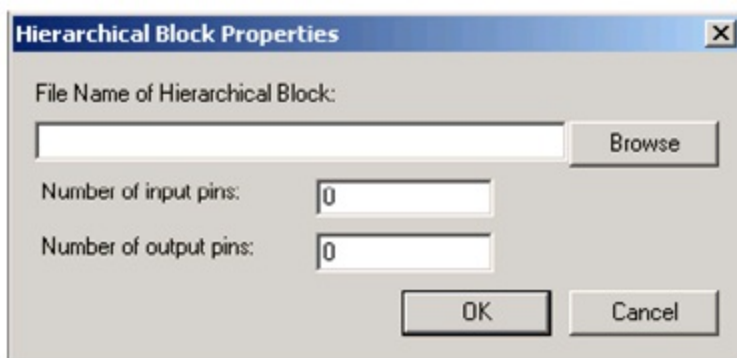 Hierarchical Block Properties
File Name of Hierarchical Block:
Browse
Number of input pins: 0
Number of output pins: 0
OK Cancel